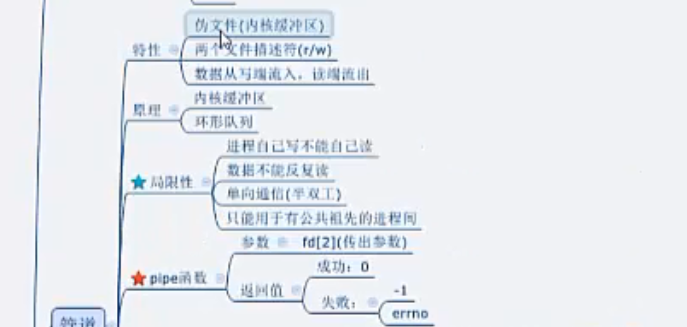 伪文件(内核缓冲区)
特性
两个文件描述符(r/w)
数据从写端流入，读端流出
原理
内核缓冲区
环形队列
进程自己写不能自己读
★局限性
数据不能反复读
单向通信(半双工)
只能用于有公共祖先的进程间
参数
fd[2](传出参数)
★pipe函数
返回值
成功：0
失败：
-1
errno
管道